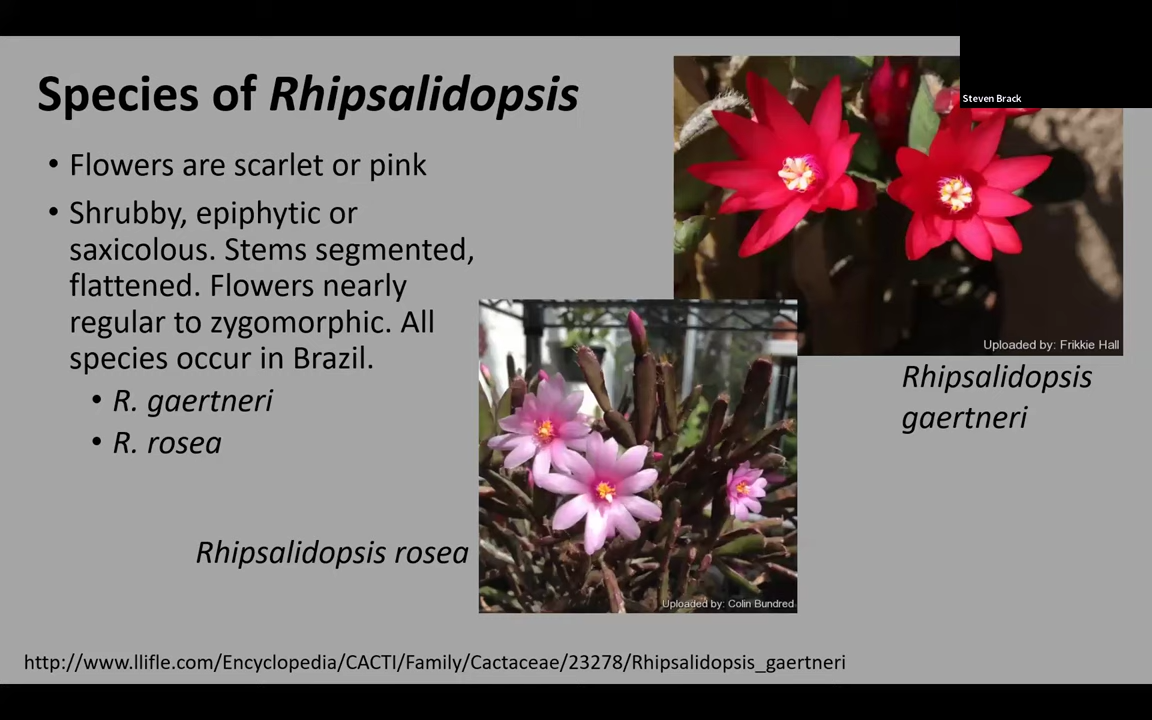 Species of Rhipsalidopsis
Steven Brack
• Flowers are scarlet or pink
• Shrubby, epiphytic or
saxicolous. Stems segmented,
flattened. Flowers nearly
regular to zygomorphic. All
species occur in Brazil.
• R. gaertneri
• R. rosea
Uploaded by: Frikkie Hall
Rhipsalidopsis
gaertneri
Rhipsalidopsis rosea
Uploaded by: Colin Bundred
http://www.llifle.com/Encyclopedia/CACTI/Family/Cactaceae/23278/Rhipsalidopsis_gaertneri